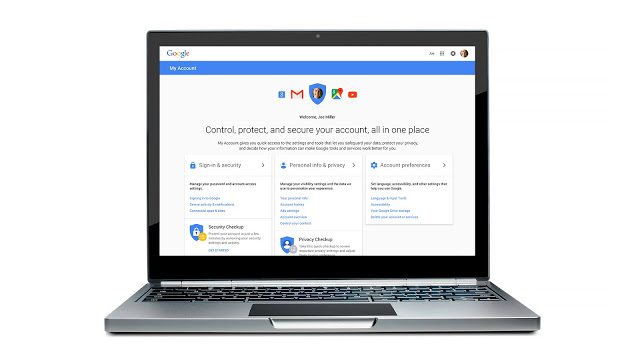 Google
My Account
Welcome, Joe Miller
Control, protect, and secure your account, all in one place
My Account gives you quick access to the settings and tools that let you safeguard your data, protect your privacy,
and decide how your information can make Google tools and services work better for you.
Sign-in & security
Manage your password and account-access
settings.
Signing in to Google
Device activity & notifications
Connected apps & sites
Security Checkup
Protect your account in just a few
minutes by reviewing your security
settings and activity.
GET STARTED
Personal info & privacy
Manage your visibility settings and the data we
use to personalize your experience.
Your personal info
Account history
Ads settings
Account overview
Control your content
Privacy Checkup
Take this quick checkup to review
important privacy settings and adjust
Account preferences
Set language, accessibility, and other settings that
help you use Google.
Language & Input Tools
Accessibility
Your Google Drive storage
Delete your account or services